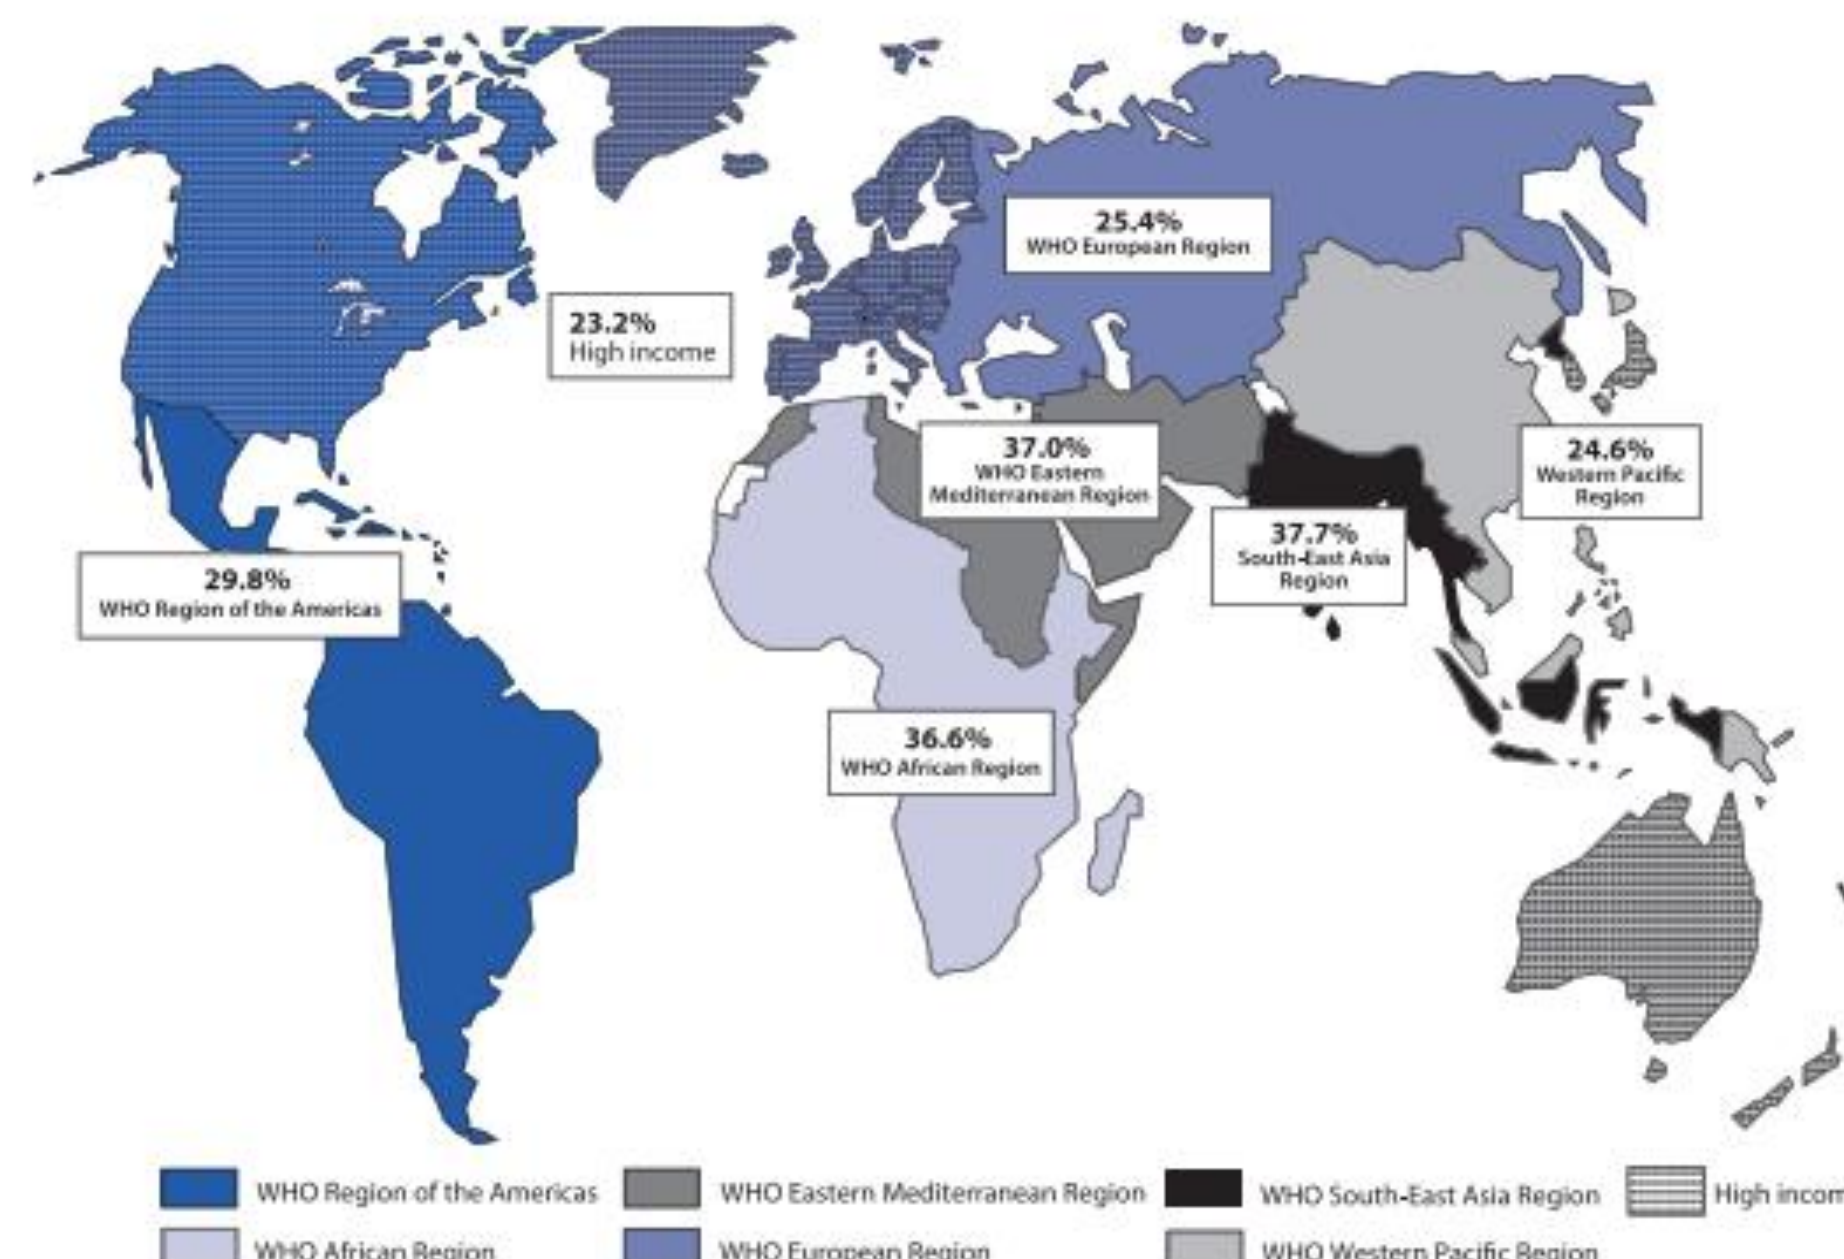 25.4%
WHO European Region
23.2%
High income
37.0%
WHO Eastern
Mediterranean Region
24.6%
Western Pacific
Region
37.7%
South-East Asia
Region
29.8%
WHO Region of the Americas
36.6%
WHO African Region
WHO Region of the Americas
WHO Eastern Mediterranean Region
WHO South-East Asia Region
High incom
WHO African Region
WHO European Region
WHO Western Pacific Region